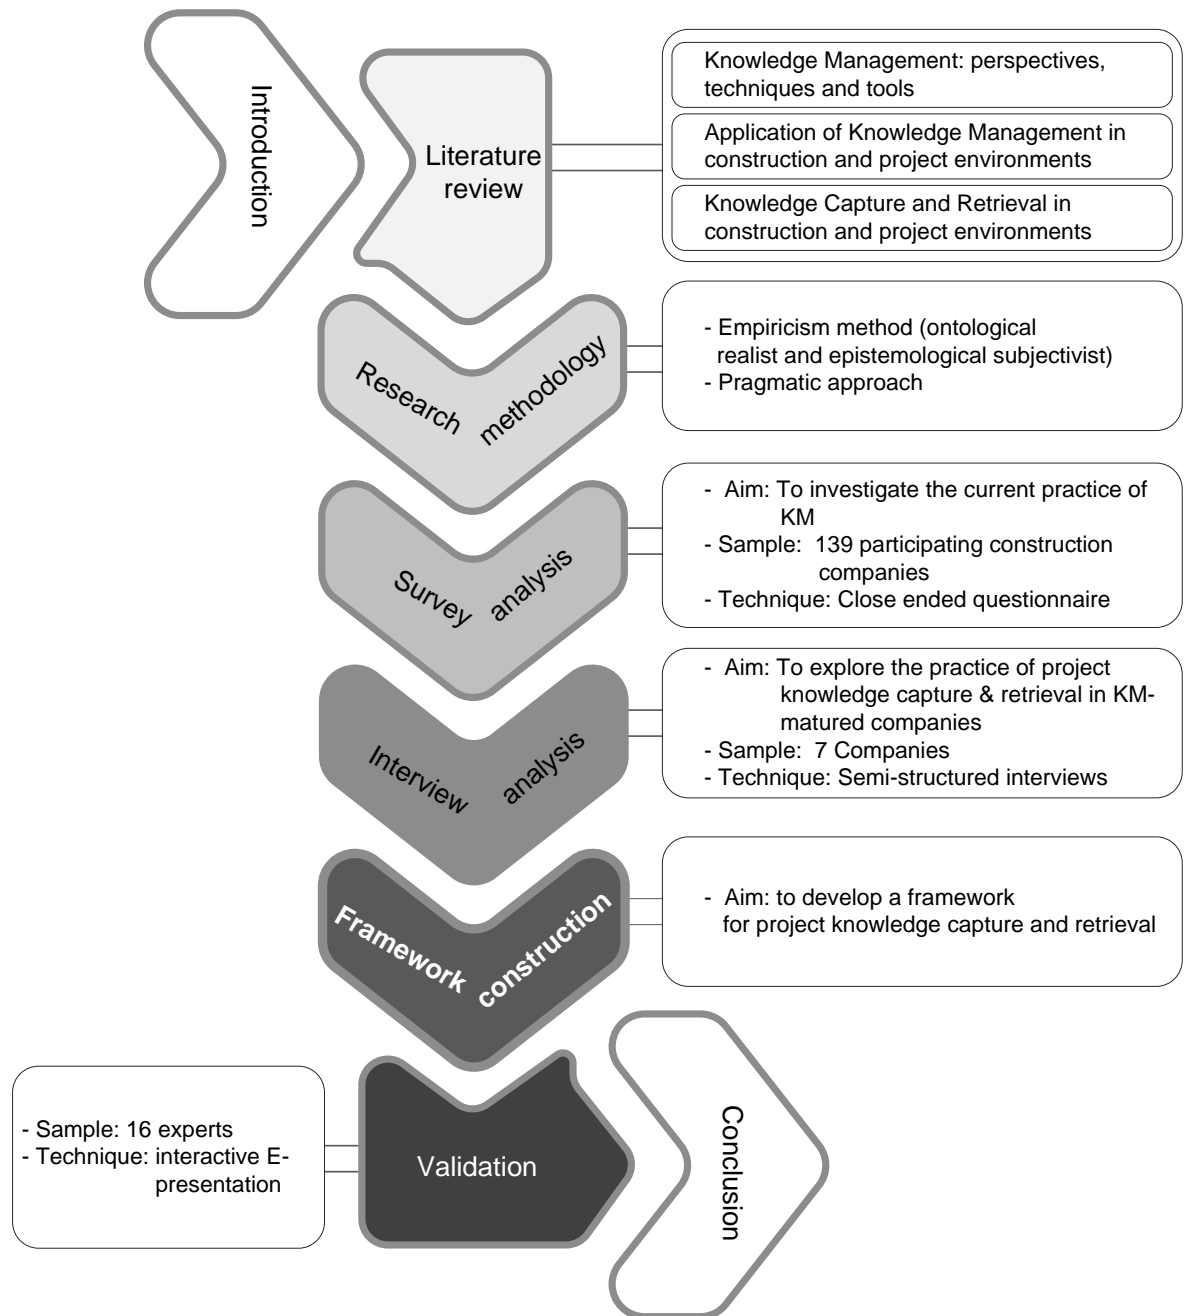 Introduction
Literature
review
Knowledge Management: perspectives,
techniques and tools
Application of Knowledge Management in
construction and project environments
Knowledge Capture and Retrieval in
construction and project environments
Research methodology
- Empiricism method (ontological
realist and epistemological subjectivist)
- Pragmatic approach
Survey analysis
- Aim: To investigate the current practice of
KM
- Sample: 139 participating construction
companies
- Technique: Close ended questionnaire
Interview analysis
- Aim: To explore the practice of project
knowledge capture & retrieval in KM-
matured companies
- Sample: 7 Companies
- Technique: Semi-structured interviews
Framework construction
- Aim: to develop a framework
for project knowledge capture and retrieval
Validation
- Sample: 16 experts
- Technique: interactive E-
presentation
Conclusion